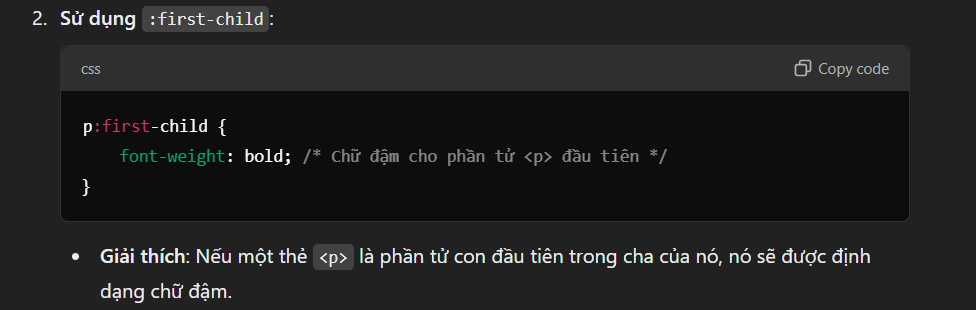 2. Sử dụng :first-child:
css
Copy code
p:first-child {
    font-weight: bold; /* Chữ đậm cho phần tử <p> đầu tiên */
}
• Giải thích: Nếu một thẻ <p> là phần tử con đầu tiên trong cha của nó, nó sẽ được định
dạng chữ đậm.